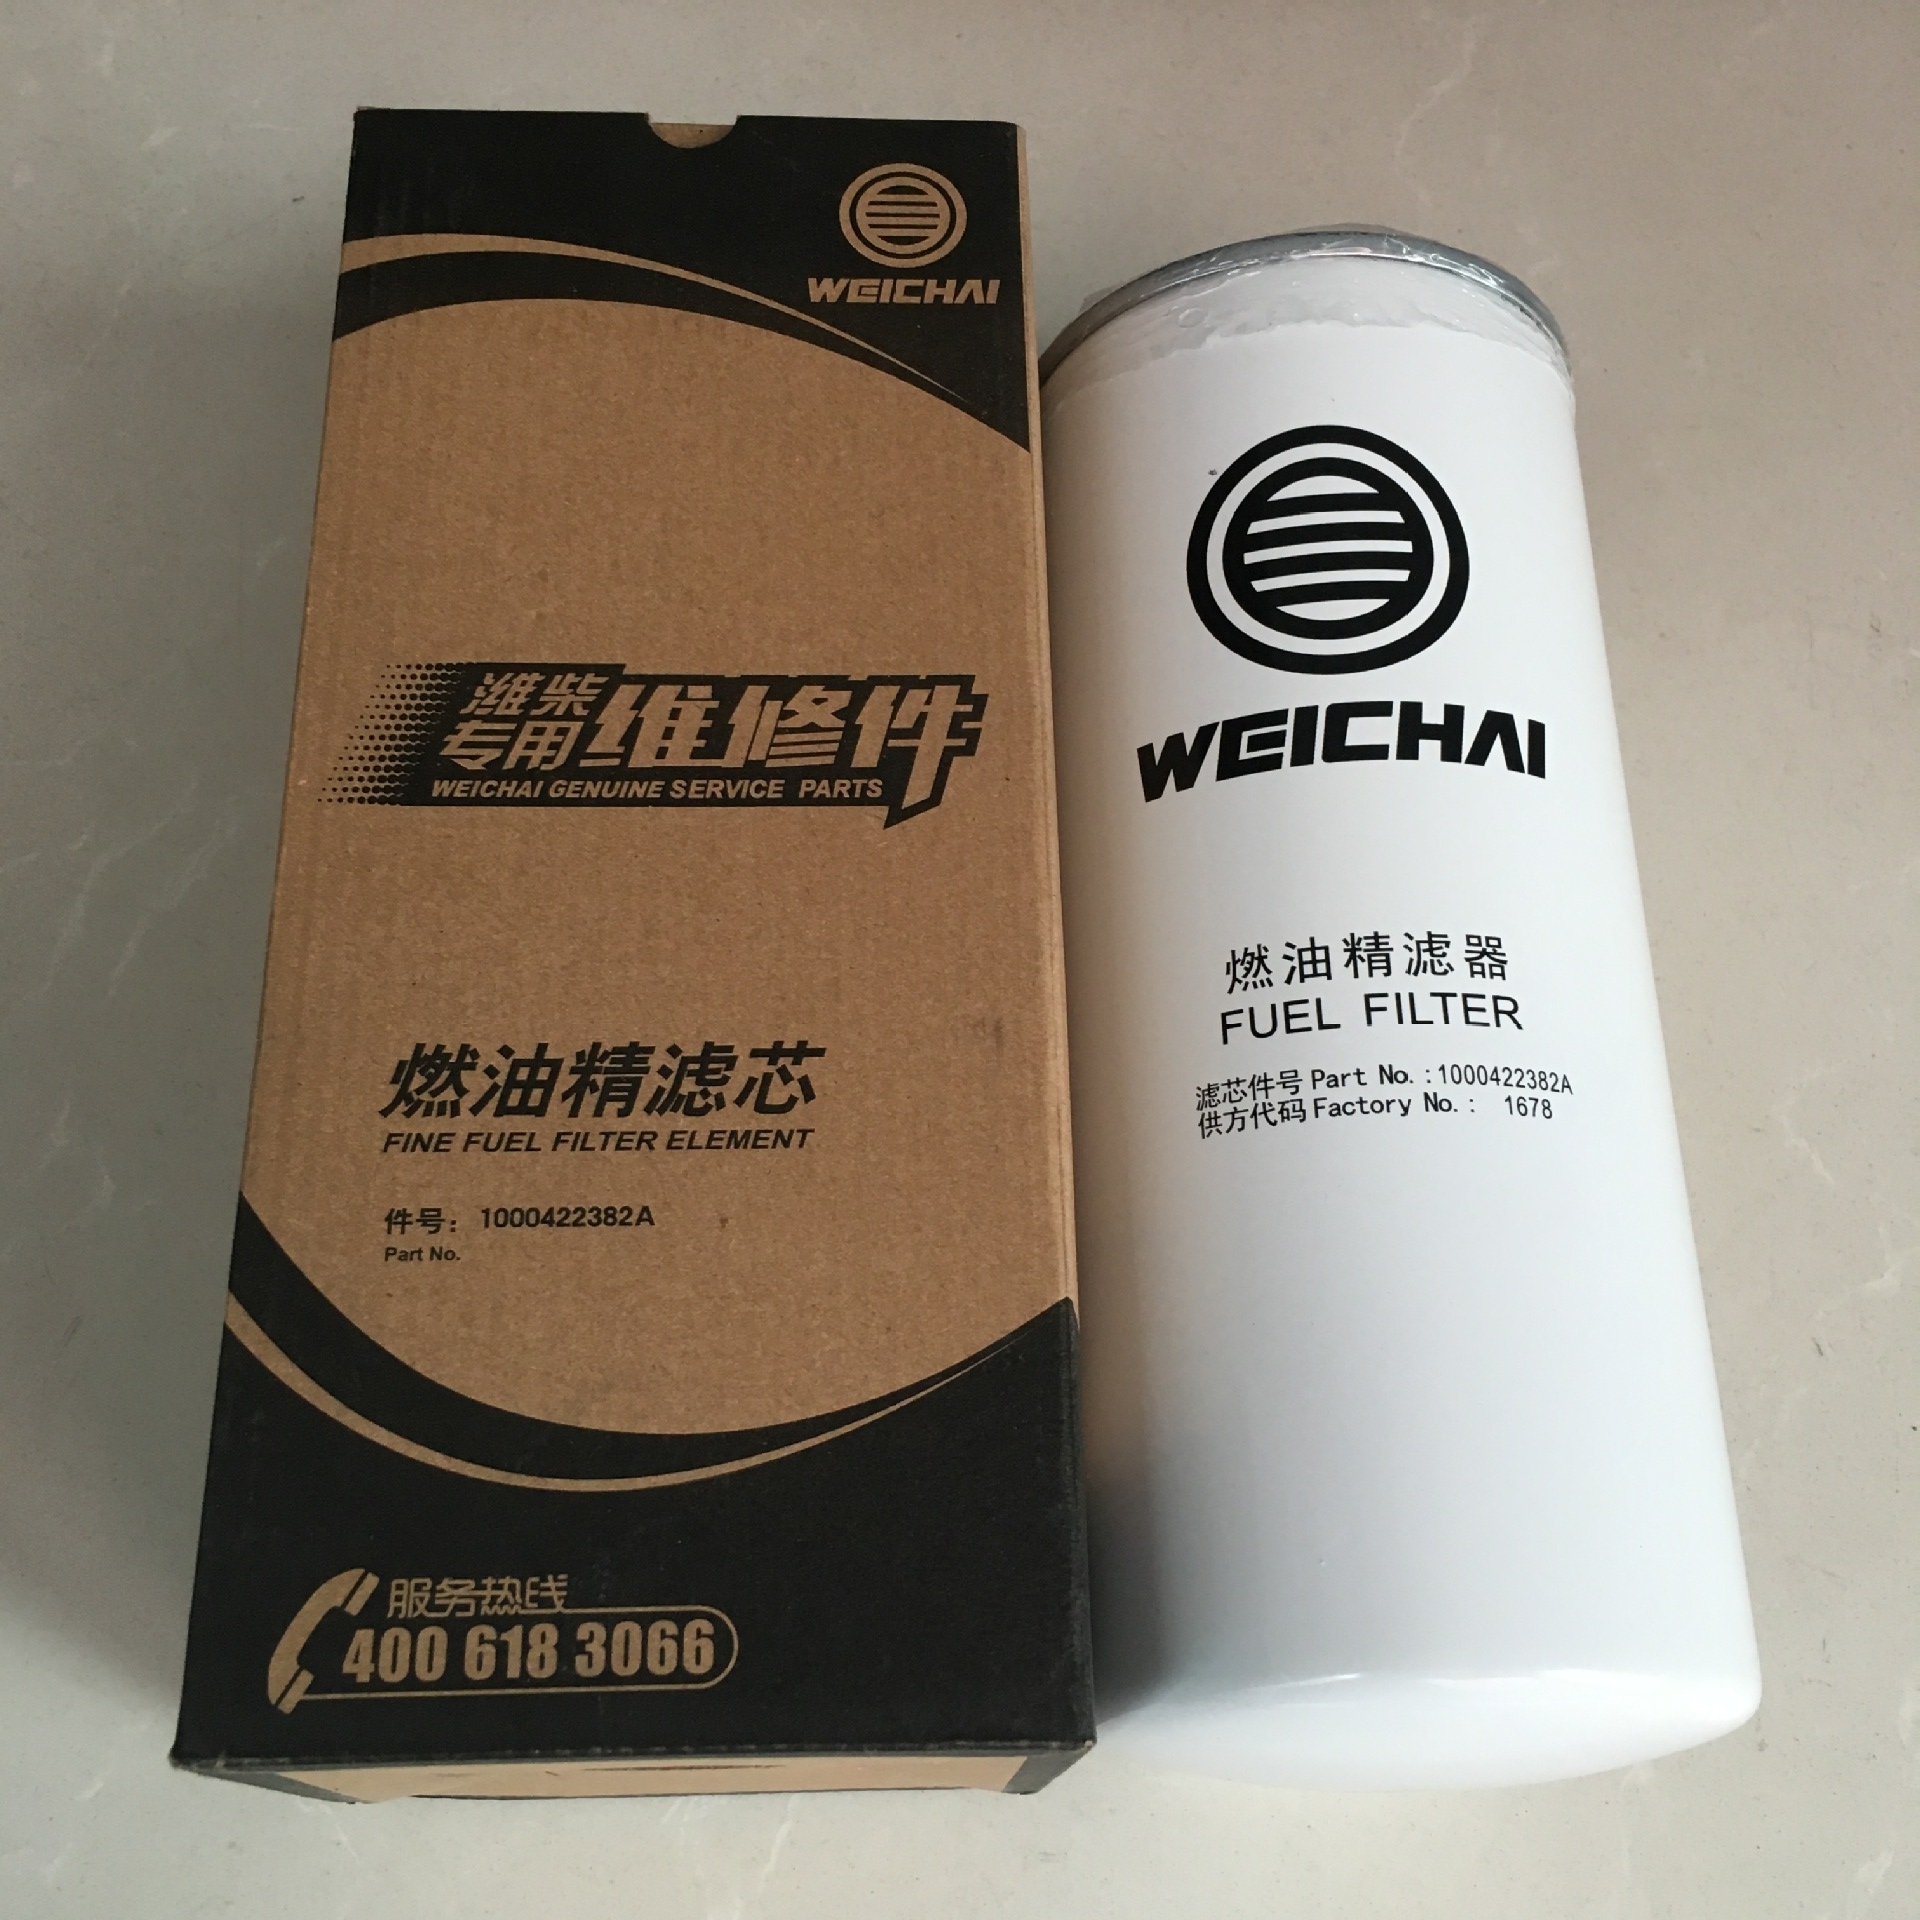 WEICHAI
潍柴
专用维修件
WEICHAI GENUINE SERVICE PARTS
燃油精滤芯
FINE FUEL FILTER ELEMENT
件号: 1000422382A
Part No.
服务热线
400 618 3066
WEICHAI
燃油精滤器
FUEL FILTER
滤芯件号 Part No.:1000422382A
供方代码 Factory No.: 1678